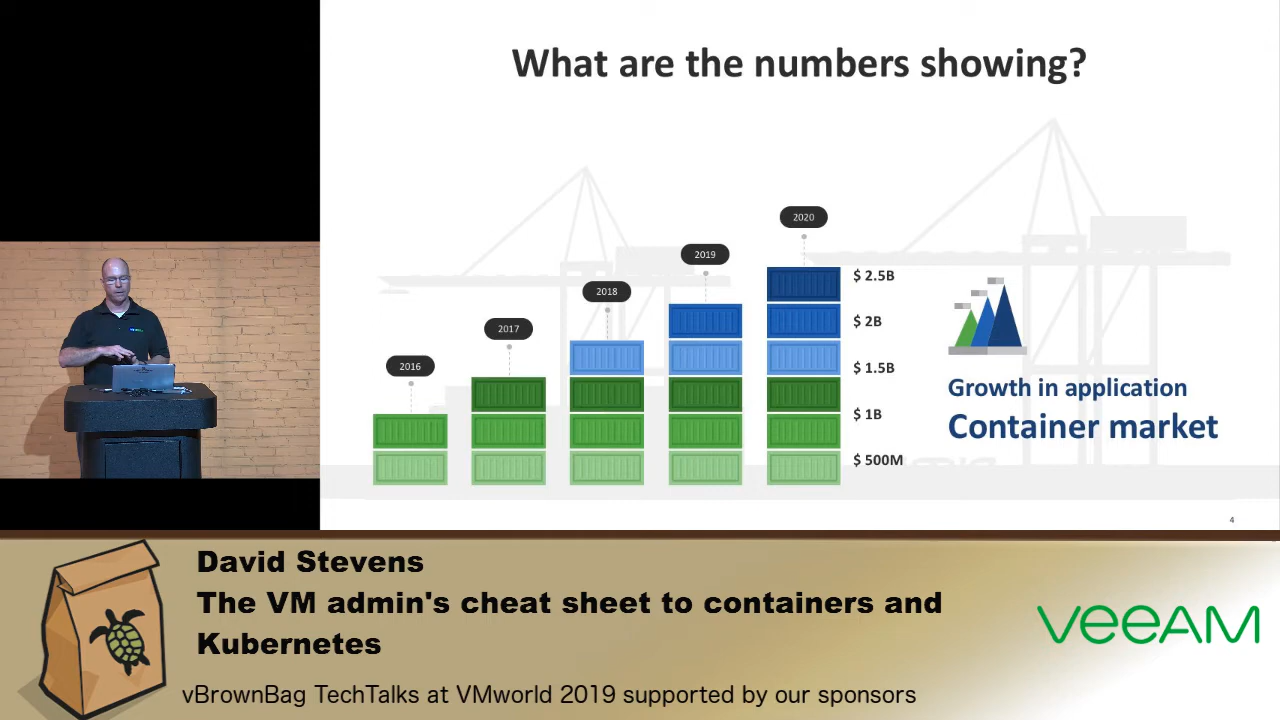 What are the numbers showing?
2020
2019
2018
2017
2016
$ 2.5B
$ 2B
$ 1.5B
$ 1B
$ 500M
Growth in application
Container market
4
David Stevens
The VM admin's cheat sheet to containers and
Kubernetes
vBrownBag TechTalks at VMworld 2019 supported by our sponsors
veeAM